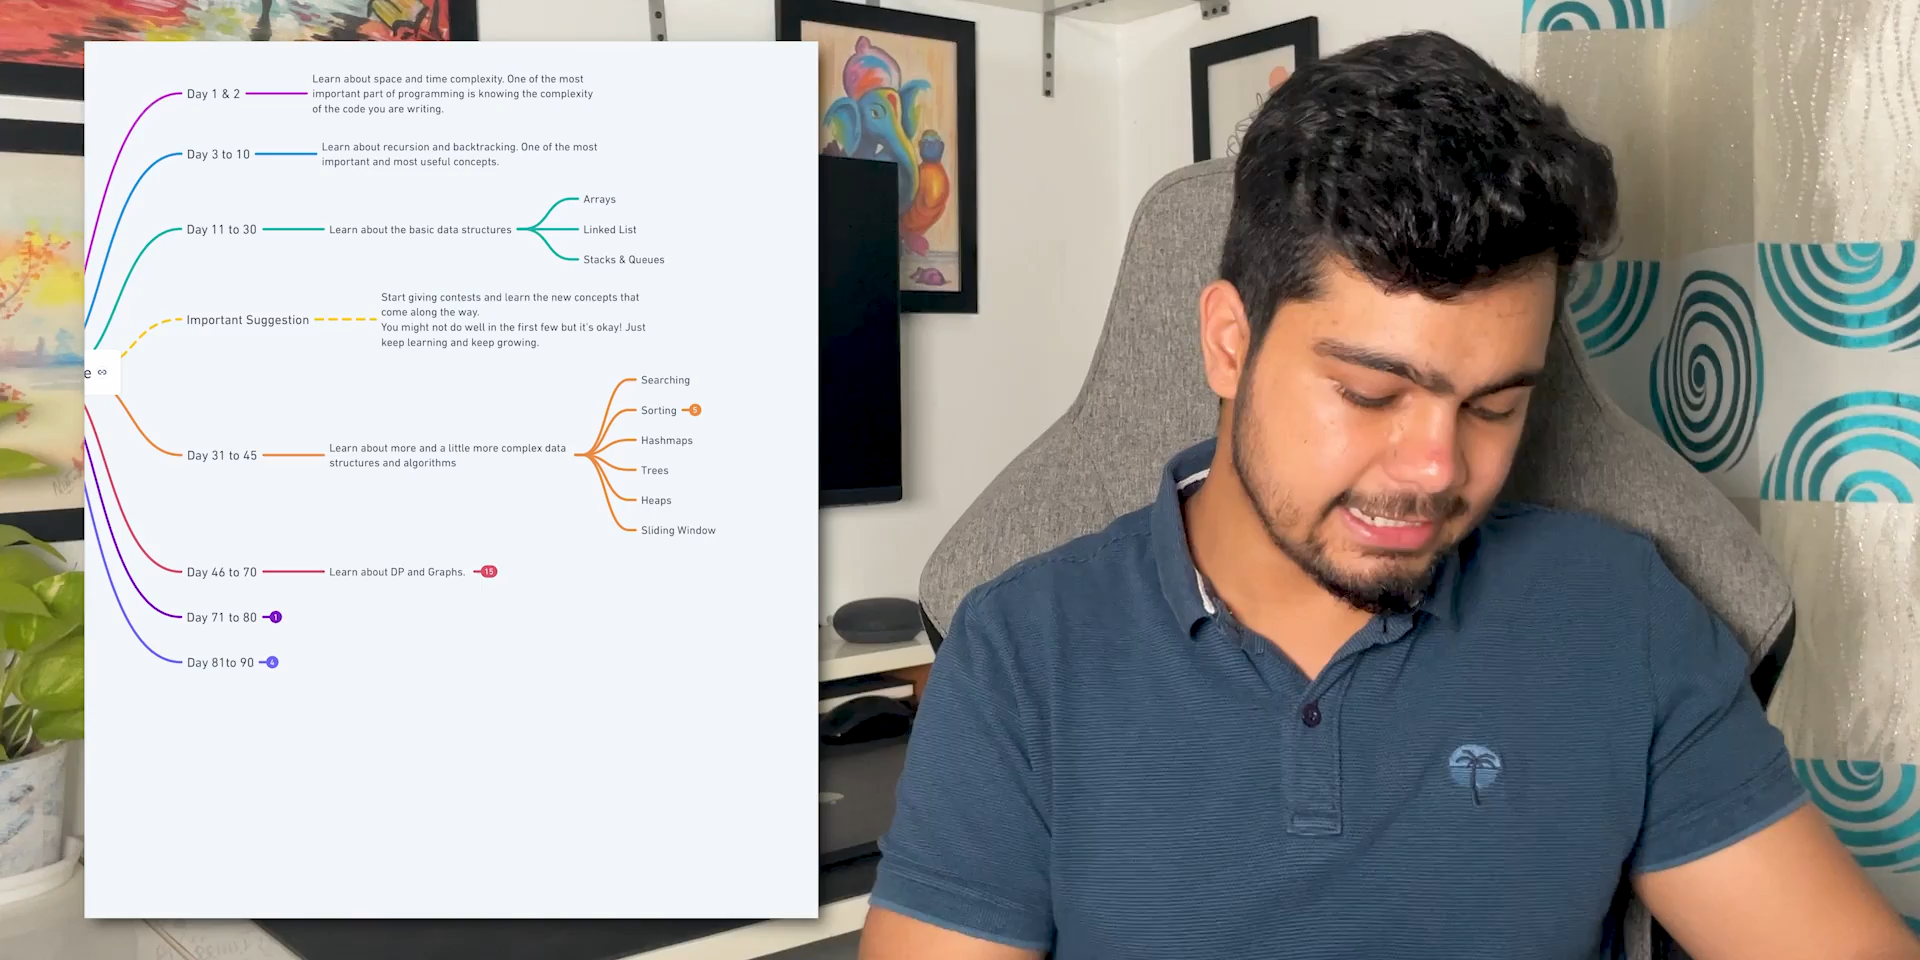 Day 1 & 2
Learn about space and time complexity. One of the most
important part of programming is knowing the complexity
of the code you are writing.
Day 3 to 10
Learn about recursion and backtracking. One of the most
important and most useful concepts.
Day 11 to 30
Learn about the basic data structures
Arrays
Linked List
Stacks & Queues
Important Suggestion
Start giving contests and learn the new concepts that
come along the way.
You might not do well in the first few but it's okay! Just
keep learning and keep growing.
e
Day 31 to 45
Learn about more and a little more complex data
structures and algorithms
Searching
Sorting 5
Hashmaps
Trees
Heaps
Sliding Window
Day 46 to 70
Learn about DP and Graphs. 15
Day 71 to 80 1
Day 81to 90 4